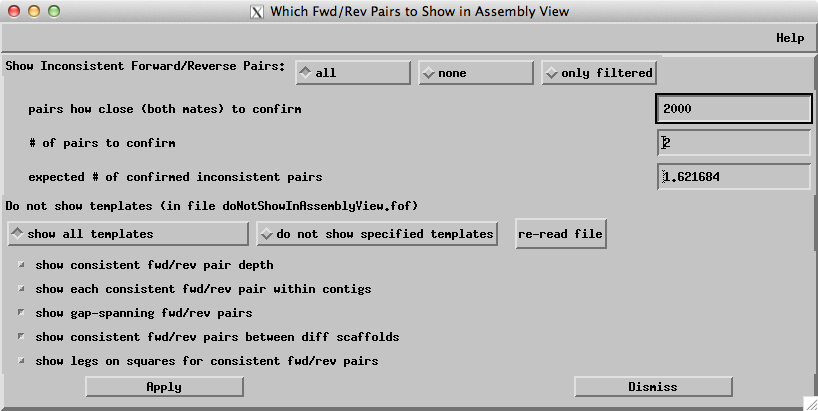 Which Fwd/Rev Pairs to Show in Assembly View
Help
Show Inconsistent Forward/Reverse Pairs: all none only filtered
pairs how close (both mates) to confirm 2000
# of pairs to confirm 2
expected # of confirmed inconsistent pairs 1.621684
Do not show templates (in file doNotShowInAssemblyView.fof)
show all templates do not show specified templates re-read file
show consistent fwd/rev pair depth
show each consistent fwd/rev pair within contigs
show gap-spanning fwd/rev pairs
show consistent fwd/rev pairs between diff scaffolds
show legs on squares for consistent fwd/rev pairs
Apply Dismiss